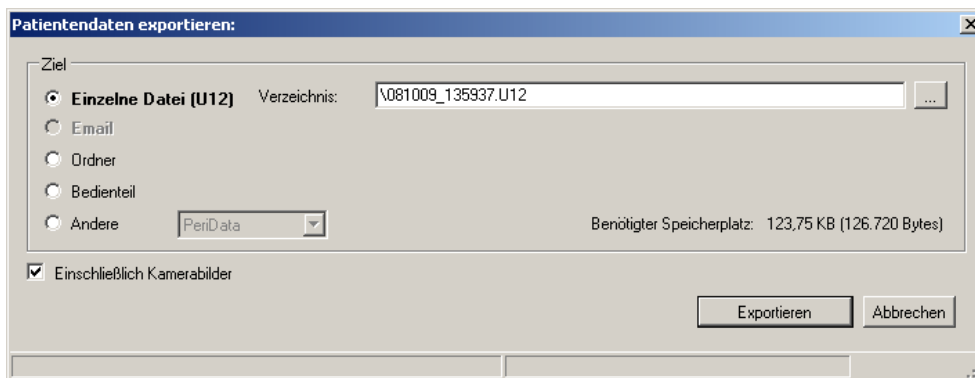 Patientendaten exportieren:
Ziel
Einzelne Datei (U12) Verzeichnis: \081009_135937.U12 ...
Email
Ordner
Bedienteil
Andere PeriData Benötigter Speicherplatz: 123,75 KB (126.720 Bytes)
Einschließlich Kamerabilder
Exportieren Abbrechen